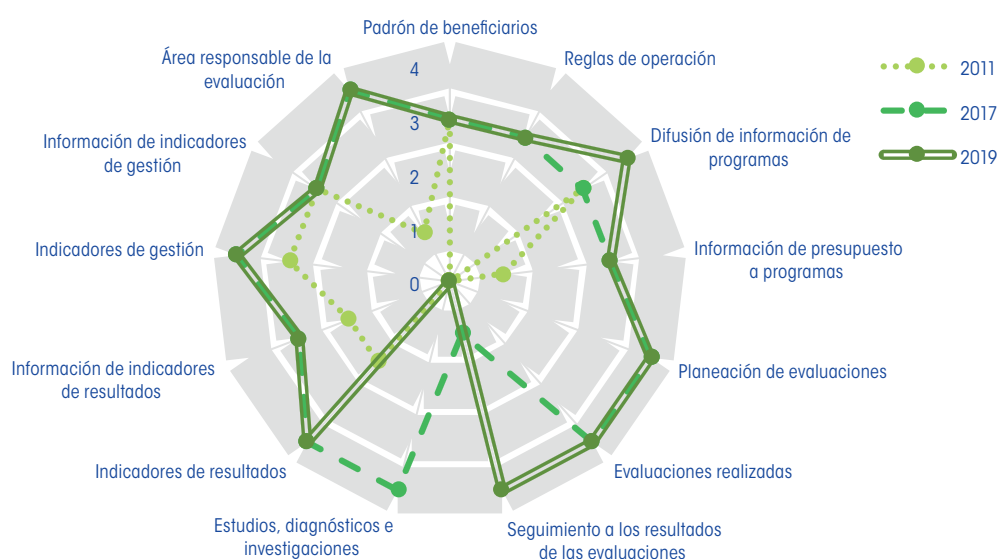 Padrón de beneficiarios
Reglas de operación
Difusión de información de
programas
Información de presupuesto
a programas
Planeación de evaluaciones
Evaluaciones realizadas
Seguimiento a los resultados
de las evaluaciones
Estudios, diagnósticos e
investigaciones
Indicadores de resultados
Información de indicadores
de resultados
Indicadores de gestión
Información de indicadores
de gestión
Área responsable de la
evaluación
4
3
2
1
0
2011
2017
2019